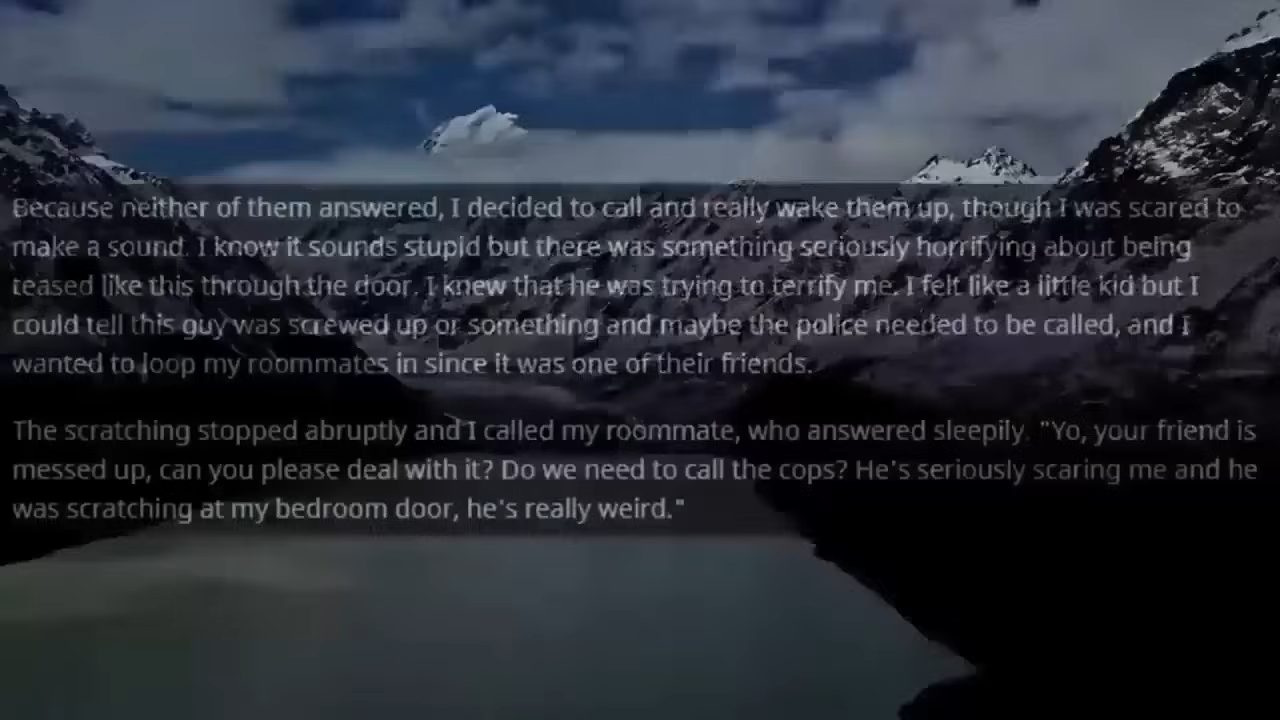 Because neither of them answered, I decided to call and really wake them up, though I was scared to
make a sound. I know it sounds stupid but there was something seriously horrifying about being
teased like this through the door. I knew that he was trying to terrify me. I felt like a little kid but I
could tell this guy was screwed up or something and maybe the police needed to be called, and I
wanted to loop my roommates in since it was one of their friends.
The scratching stopped abruptly and I called my roommate, who answered sleepily. "Yo, your friend is
messed up, can you please deal with it? Do we need to call the cops? He's seriously scaring me and he
was scratching at my bedroom door, he's really weird."